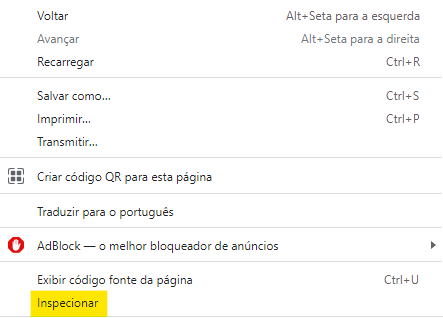 Voltar Alt+Seta para a esquerda
Avançar Alt+Seta para a direita
Recarregar Ctrl+R
Salvar como... Ctrl+S
Imprimir... Ctrl+P
Transmitir...
Criar código QR para esta página
Traduzir para o português
AdBlock — o melhor bloqueador de anúncios
Exibir código fonte da página Ctrl+U
Inspecionar